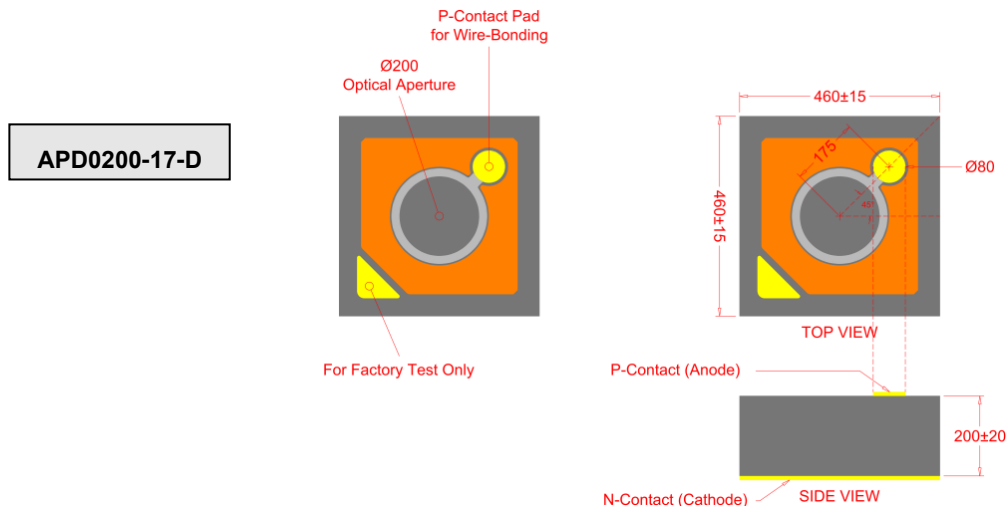 P-Contact Pad
for Wire-Bonding
Ø200
Optical Aperture
APD0200-17-D
For Factory Test Only
460±15
175
Ø80
45°
460±15
TOP VIEW
P-Contact (Anode)
200±20
N-Contact (Cathode)
SIDE VIEW